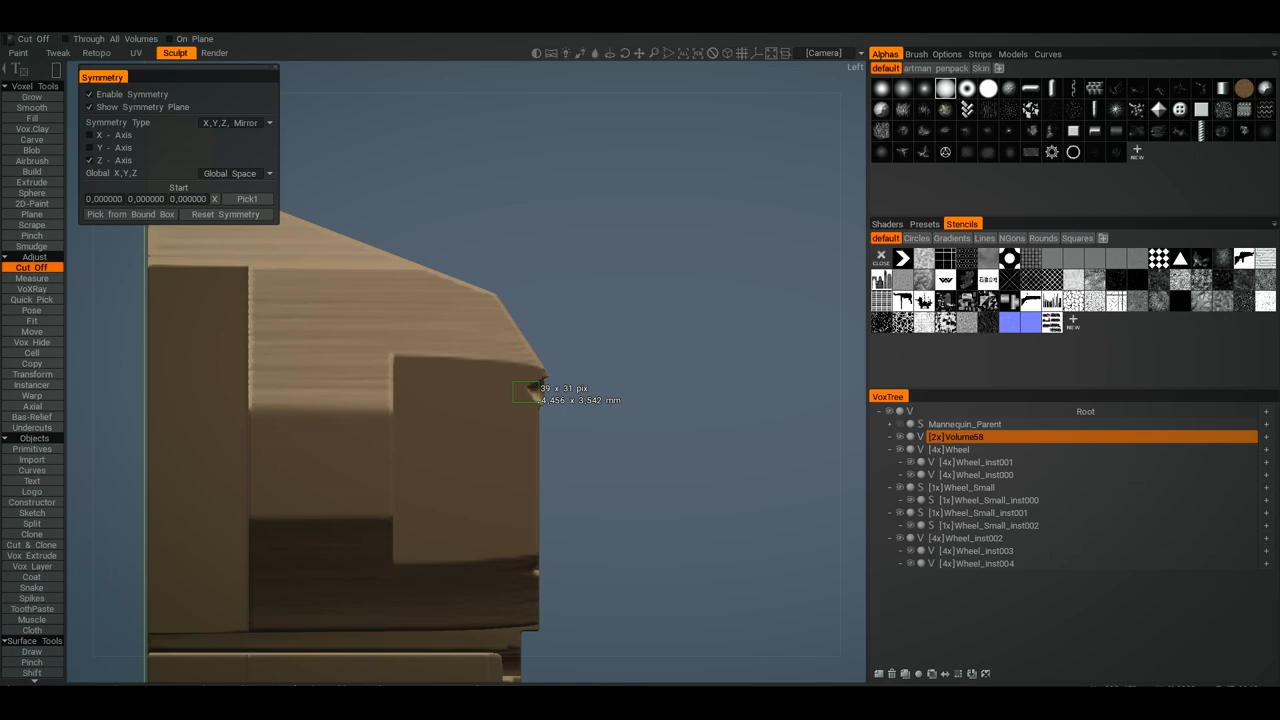 Cut Off Through All Volumes On Plane
Paint Tweak Retopo UV Sculpt Render
[Camera]
Left
Symmetry
Enable Symmetry
Show Symmetry Plane
Symmetry Type X,Y,Z, Mirror
X - Axis
Y - Axis
Z - Axis
Global X,Y,Z Global Space
Start
0,000000 0,000000 0,000000 X Pick1
Pick from Bound Box Reset Symmetry
Voxel Tools
Grow
Smooth
Fill
Vox.Clay
Carve
Blob
Airbrush
Build
Extrude
Sphere
2D-Paint
Plane
Scrape
Pinch
Smudge
Adjust
Cut Off
Measure
VoXRay
Quick Pick
Pose
Fit
Move
Vox Hide
Cell
Copy
Transform
Instancer
Warp
Axial
Bas-Relief
Undercuts
Objects
Primitives
Import
Curves
Text
Logo
Constructor
Sketch
Split
Clone
Cut & Clone
Vox Extrude
Vox Layer
Coat
Snake
Spikes
ToothPaste
Muscle
Cloth
Surface Tools
Draw
Pinch
Shift
39 x 31 pix
4,456 x 3,542 mm
Alphas Brush Options Strips Models Curves
default artman penpack Skin
NEW
Shaders Presets Stencils
default Circles Gradients Lines NGons Rounds Squares
CLOSE
NEW
VoxTree
V Root
S Mannequin_Parent
V [2x]Volume58
V [4x]Wheel
V [4x]Wheel_inst001
V [4x]Wheel_inst000
S [1x]Wheel_Small
S [1x]Wheel_Small_inst000
S [1x]Wheel_Small_inst001
S [1x]Wheel_Small_inst002
V [4x]Wheel_inst002
V [4x]Wheel_inst003
V [4x]Wheel_inst004